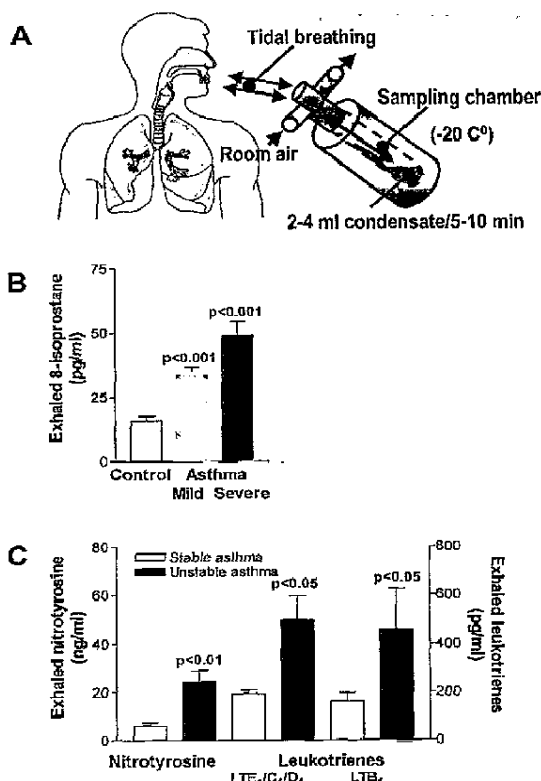 A
Tidal breathing
Sampling chamber
(-20 C⁰)
Room air
2-4 ml condensate/5-10 min
B
Exhaled 8-isoprostane
(pg/ml)
75
50
25
0
p<0.001
p<0.001
Control
Asthma
Mild Severe
C
Exhaled nitrotyrosine
(ng/ml)
80
60
40
20
0
Stable asthma
Unstable asthma
p<0.01
p<0.05
p<0.05
800
600
400
200
0
Exhaled leukotrienes
(pg/ml)
Nitrotyrosine
Leukotrienes
LTB₄